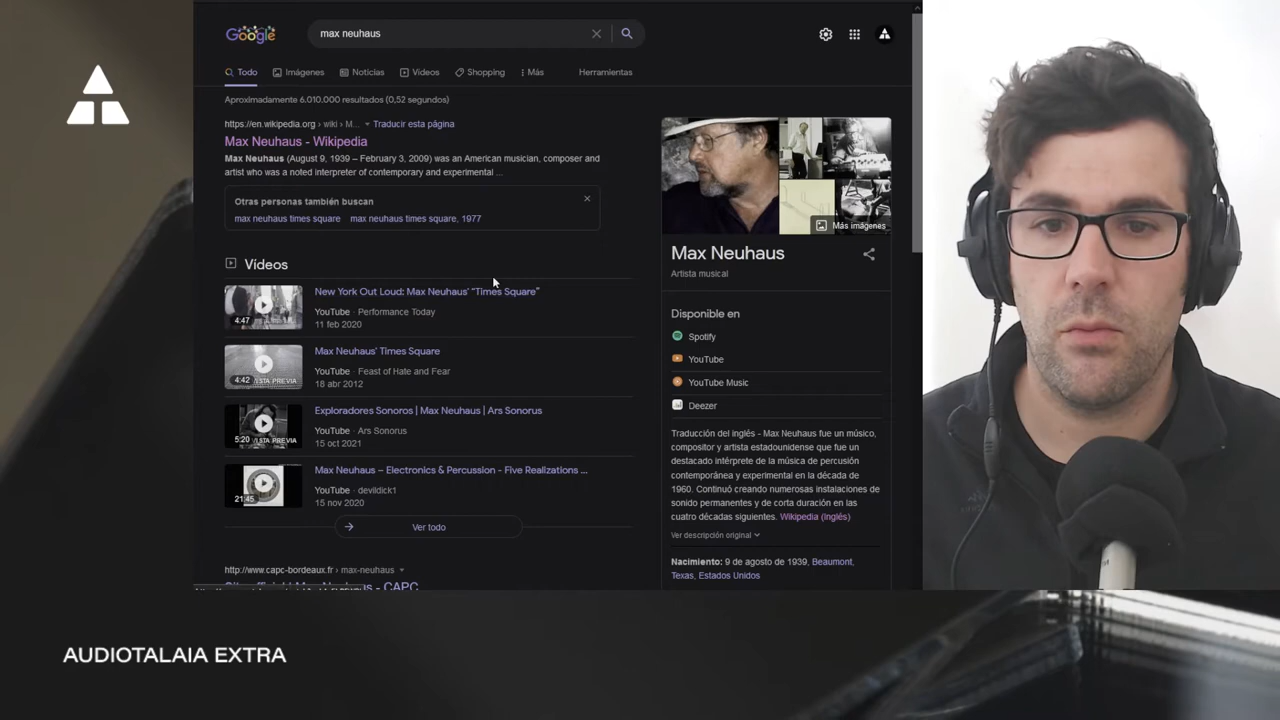 Google
max neuhaus
Todo
Imágenes
Noticias
Vídeos
Shopping
Más
Herramientas
Aproximadamente 6.010.000 resultados (0,52 segundos)
https://en.wikipedia.org › wiki › M... Traducir esta página
Max Neuhaus - Wikipedia
Max Neuhaus (August 9, 1939 – February 3, 2009) was an American musician, composer and
artist who was a noted interpreter of contemporary and experimental ...
Otras personas también buscan
max neuhaus times square max neuhaus times square, 1977
Vídeos
New York Out Loud: Max Neuhaus' "Times Square"
YouTube · Performance Today
11 feb 2020
4:47
Max Neuhaus' Times Square
YouTube · Feast of Hate and Fear
18 abr 2012
4:42 VISTA PREVIA
Exploradores Sonoros | Max Neuhaus | Ars Sonorus
YouTube · Ars Sonorus
15 oct 2021
5:20 VISTA PREVIA
Max Neuhaus – Electronics & Percussion - Five Realizations ...
YouTube · devildick1
15 nov 2020
21:45
Ver todo
http://www.capc-bordeaux.fr › max-neuhaus
Más imágenes
Max Neuhaus
Artista musical
Disponible en
Spotify
YouTube
YouTube Music
Deezer
Traducción del inglés - Max Neuhaus fue un músico,
compositor y artista estadounidense que fue un
destacado intérprete de la música de percusión
contemporánea y experimental en la década de
1960. Continuó creando numerosas instalaciones de
sonido permanentes y de corta duración en las
cuatro décadas siguientes. Wikipedia (Inglés)
Ver descripción original
Nacimiento: 9 de agosto de 1939, Beaumont,
Texas, Estados Unidos
AUDIOTALAIA EXTRA